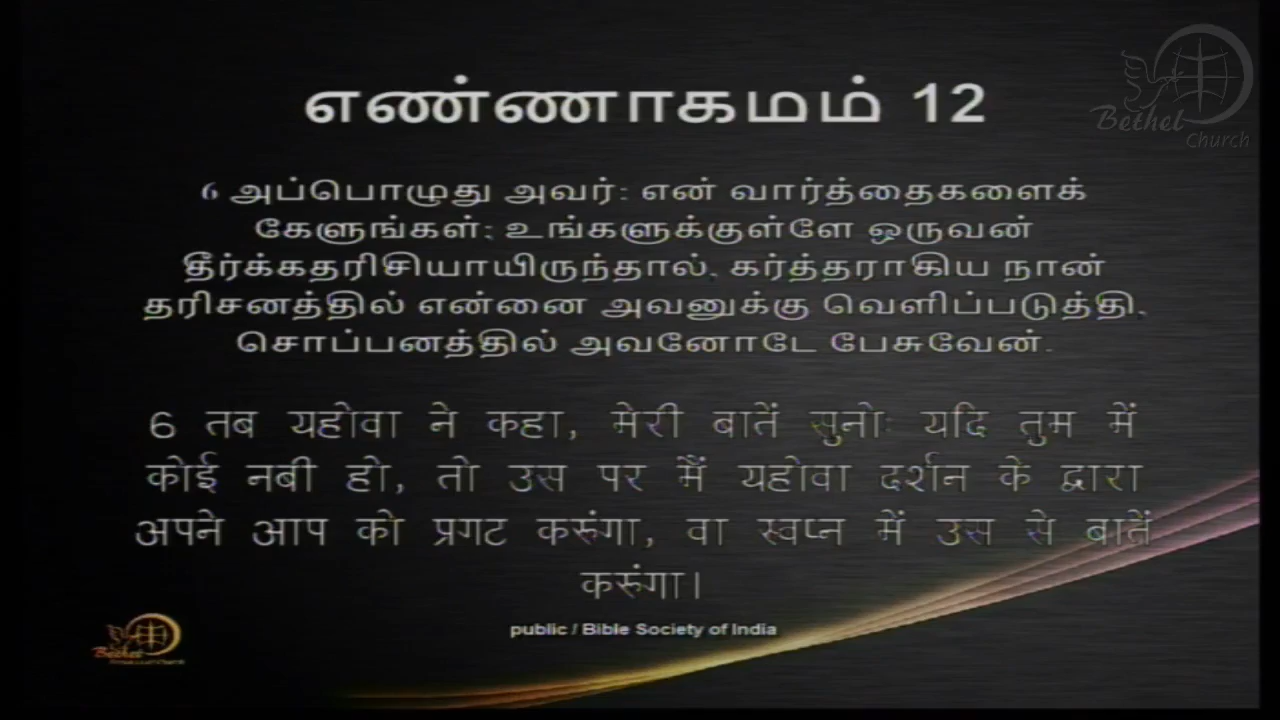 Bethel
Church
எண்ணாகமம் 12
6 அப்பொழுது அவர்: என் வார்த்தைகளைக்
கேளுங்கள்; உங்களுக்குள்ளே ஒருவன்
தீர்க்கதரிசியாயிருந்தால், கர்த்தராகிய நான்
தரிசனத்தில் என்னை அவனுக்கு வெளிப்படுத்தி,
சொப்பனத்தில் அவனோடே பேசுவேன்.
6 तब यहोवा ने कहा, मेरी बातें सुनोः यदि तुम में
कोई नबी हो, तो उस पर मैं यहोवा दर्शन के द्वारा
अपने आप को प्रगट करूंगा, वा स्वप्न में उस से बातें
करूंगा।
public / Bible Society of India
Bethel